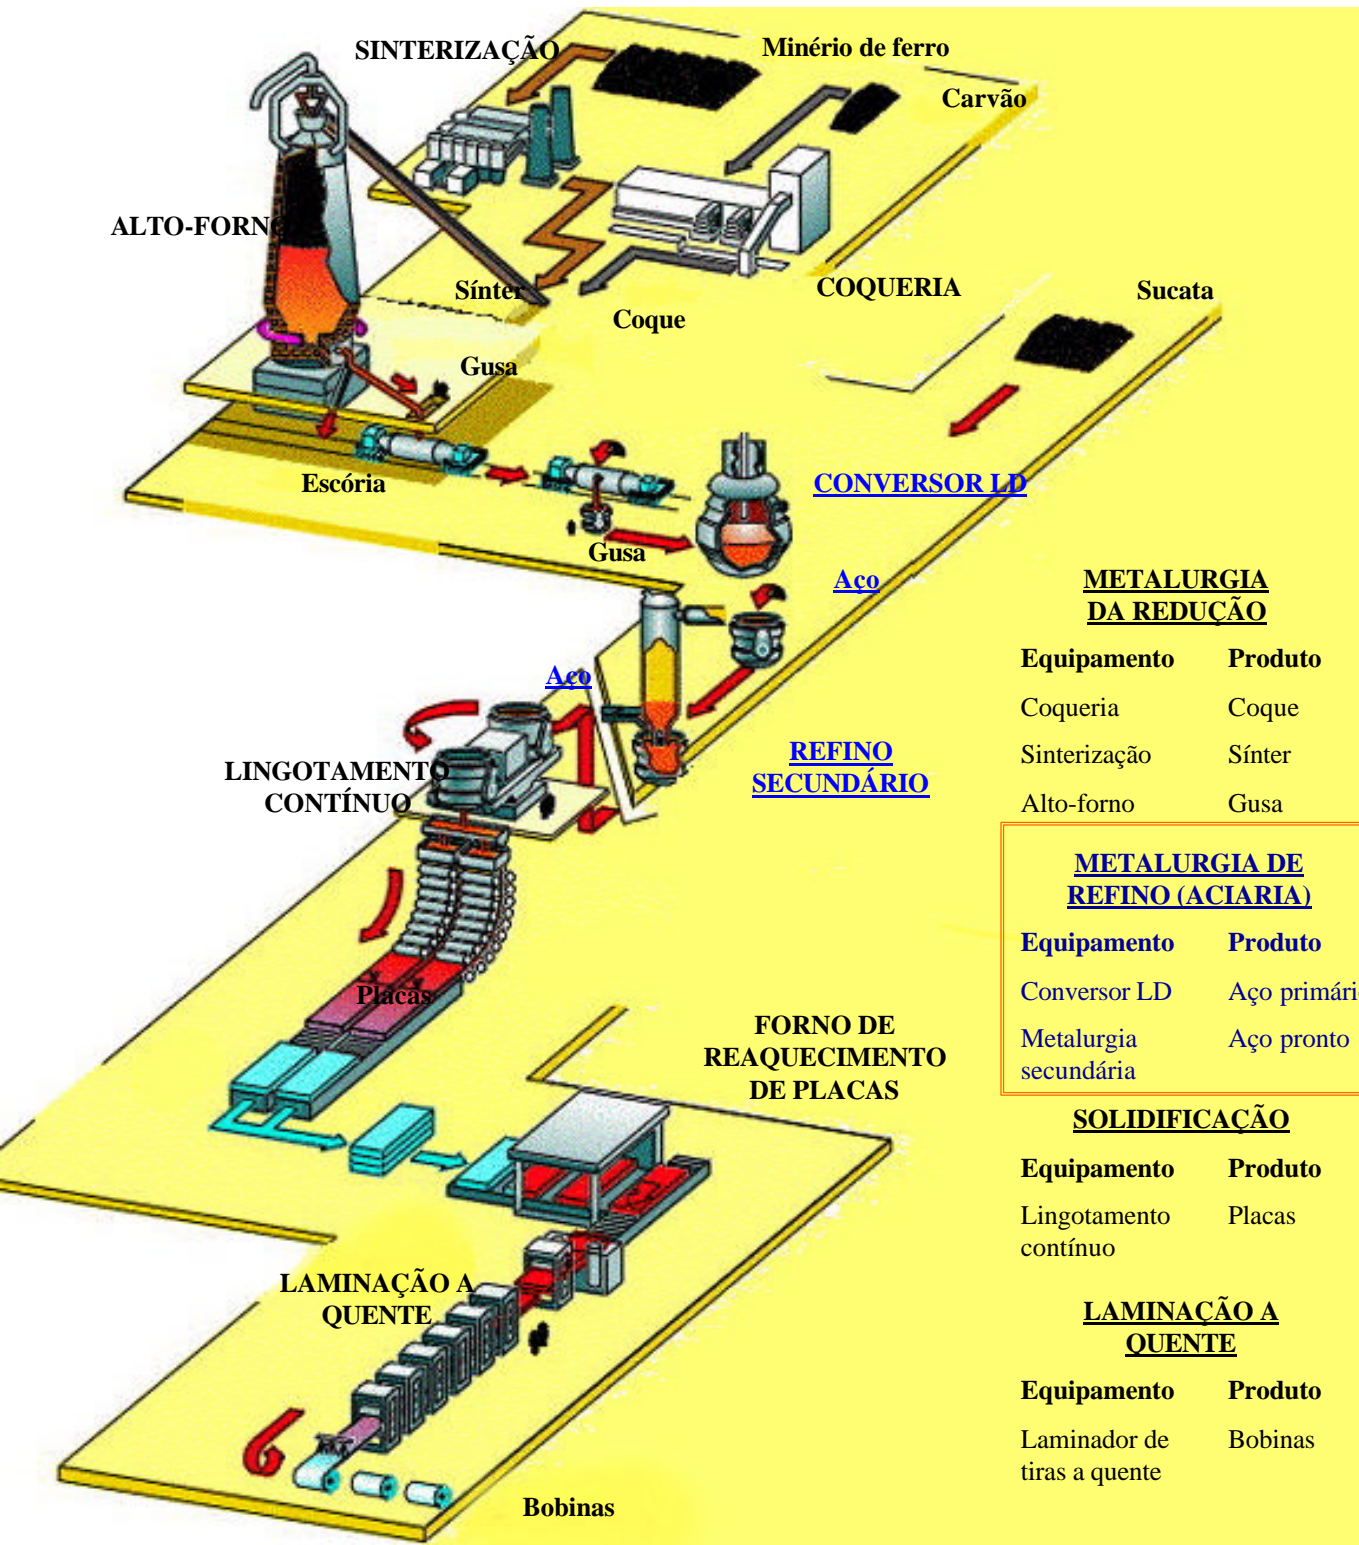 SINTERIZAÇÃO
Minério de ferro
Carvão
ALTO-FORNO
Sínter
Coque
COQUERIA
Sucata
Gusa
Escória
CONVERSOR LD
Gusa
Aço
Aço
REFINO
SECUNDÁRIO
LINGOTAMENTO
CONTÍNUO
Placas
FORNO DE
REAQUECIMENTO
DE PLACAS
LAMINAÇÃO A
QUENTE
Bobinas
METALURGIA
DA REDUÇÃO
Equipamento Produto
Coqueria Coque
Sinterização Sínter
Alto-forno Gusa
METALURGIA DE
REFINO (ACIARIA)
Equipamento Produto
Conversor LD Aço primári
Metalurgia Aço pronto
secundária
SOLIDIFICAÇÃO
Equipamento Produto
Lingotamento Placas
contínuo
LAMINAÇÃO A
QUENTE
Equipamento Produto
Laminador de Bobinas
tiras a quente